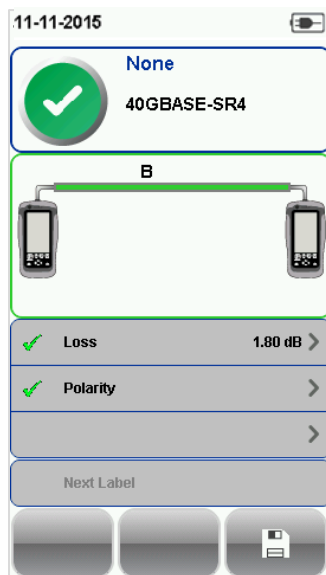 11-11-2015
None
40GBASE-SR4
B
Loss 1.80 dB
Polarity
Next Label